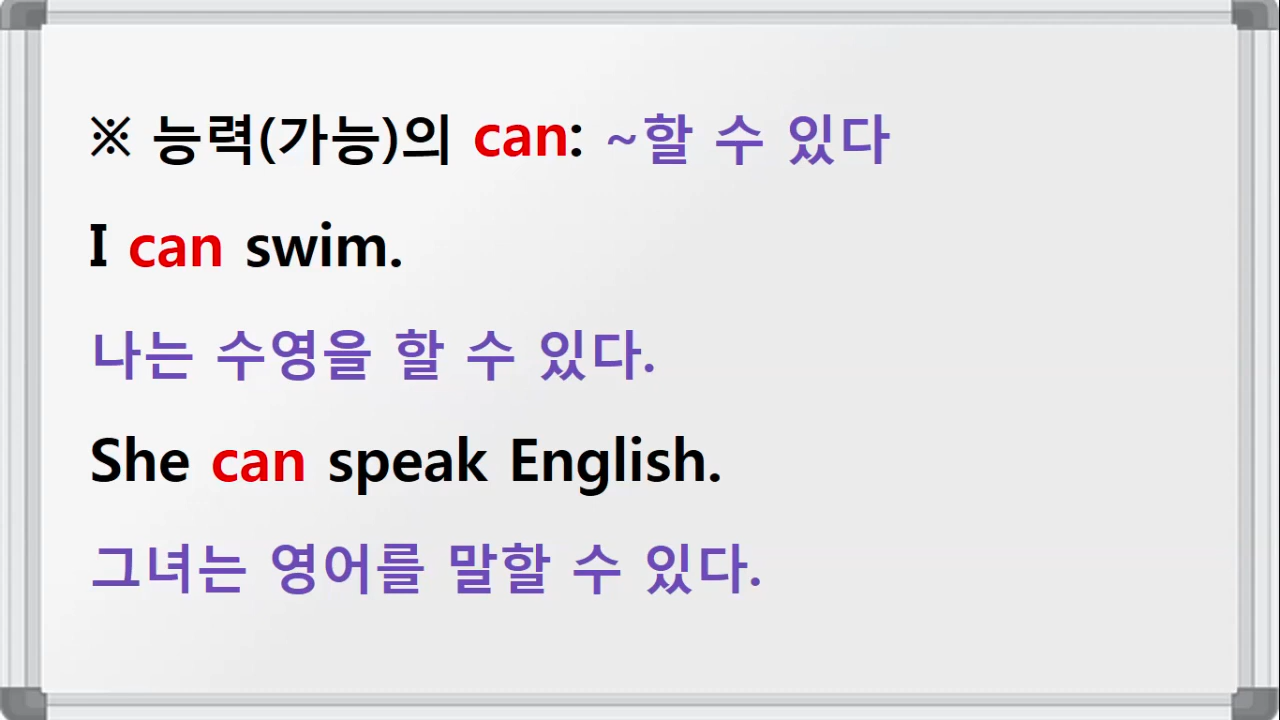 ※ 능력(가능)의 can: ~할 수 있다
I can swim.
나는 수영을 할 수 있다.
She can speak English.
그녀는 영어를 말할 수 있다.